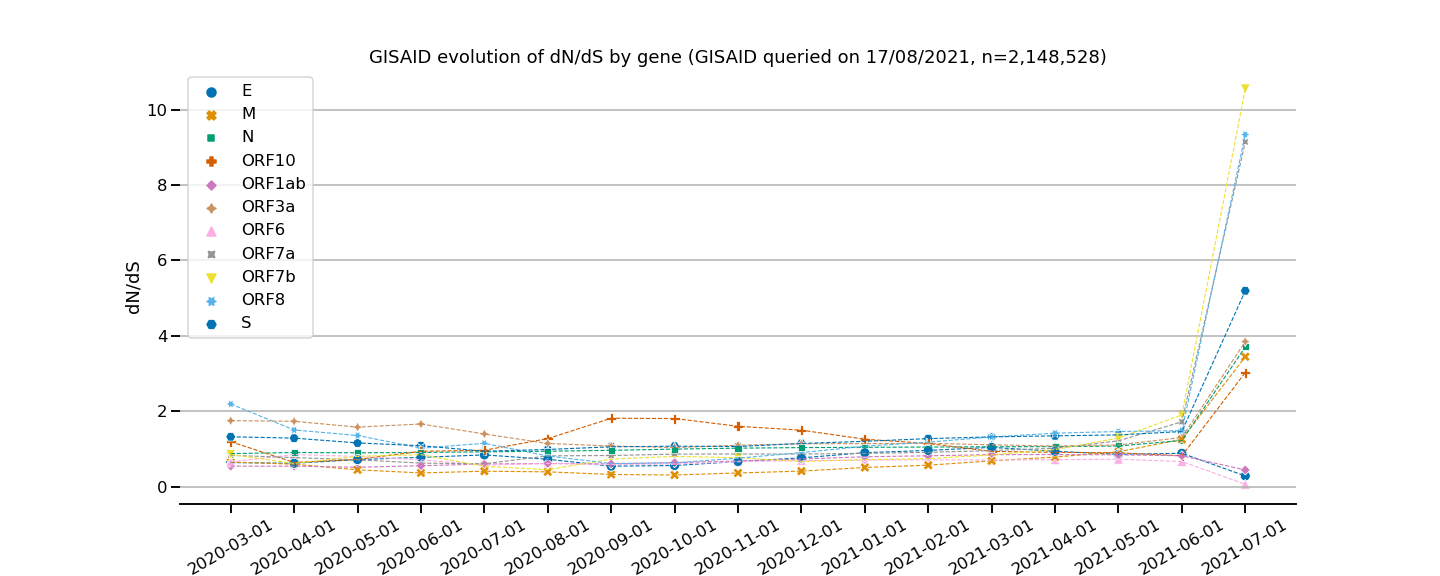 GISAID evolution of dN/dS by gene (GISAID queried on 17/08/2021, n=2,148,528)
E
M
N
ORF10
ORF1ab
ORF3a
ORF6
ORF7a
ORF7b
ORF8
S
dN/dS
10
8
6
4
2
0
2020-03-01
2020-04-01
2020-05-01
2020-06-01
2020-07-01
2020-08-01
2020-09-01
2020-10-01
2020-11-01
2020-12-01
2021-01-01
2021-02-01
2021-03-01
2021-04-01
2021-05-01
2021-06-01
2021-07-01